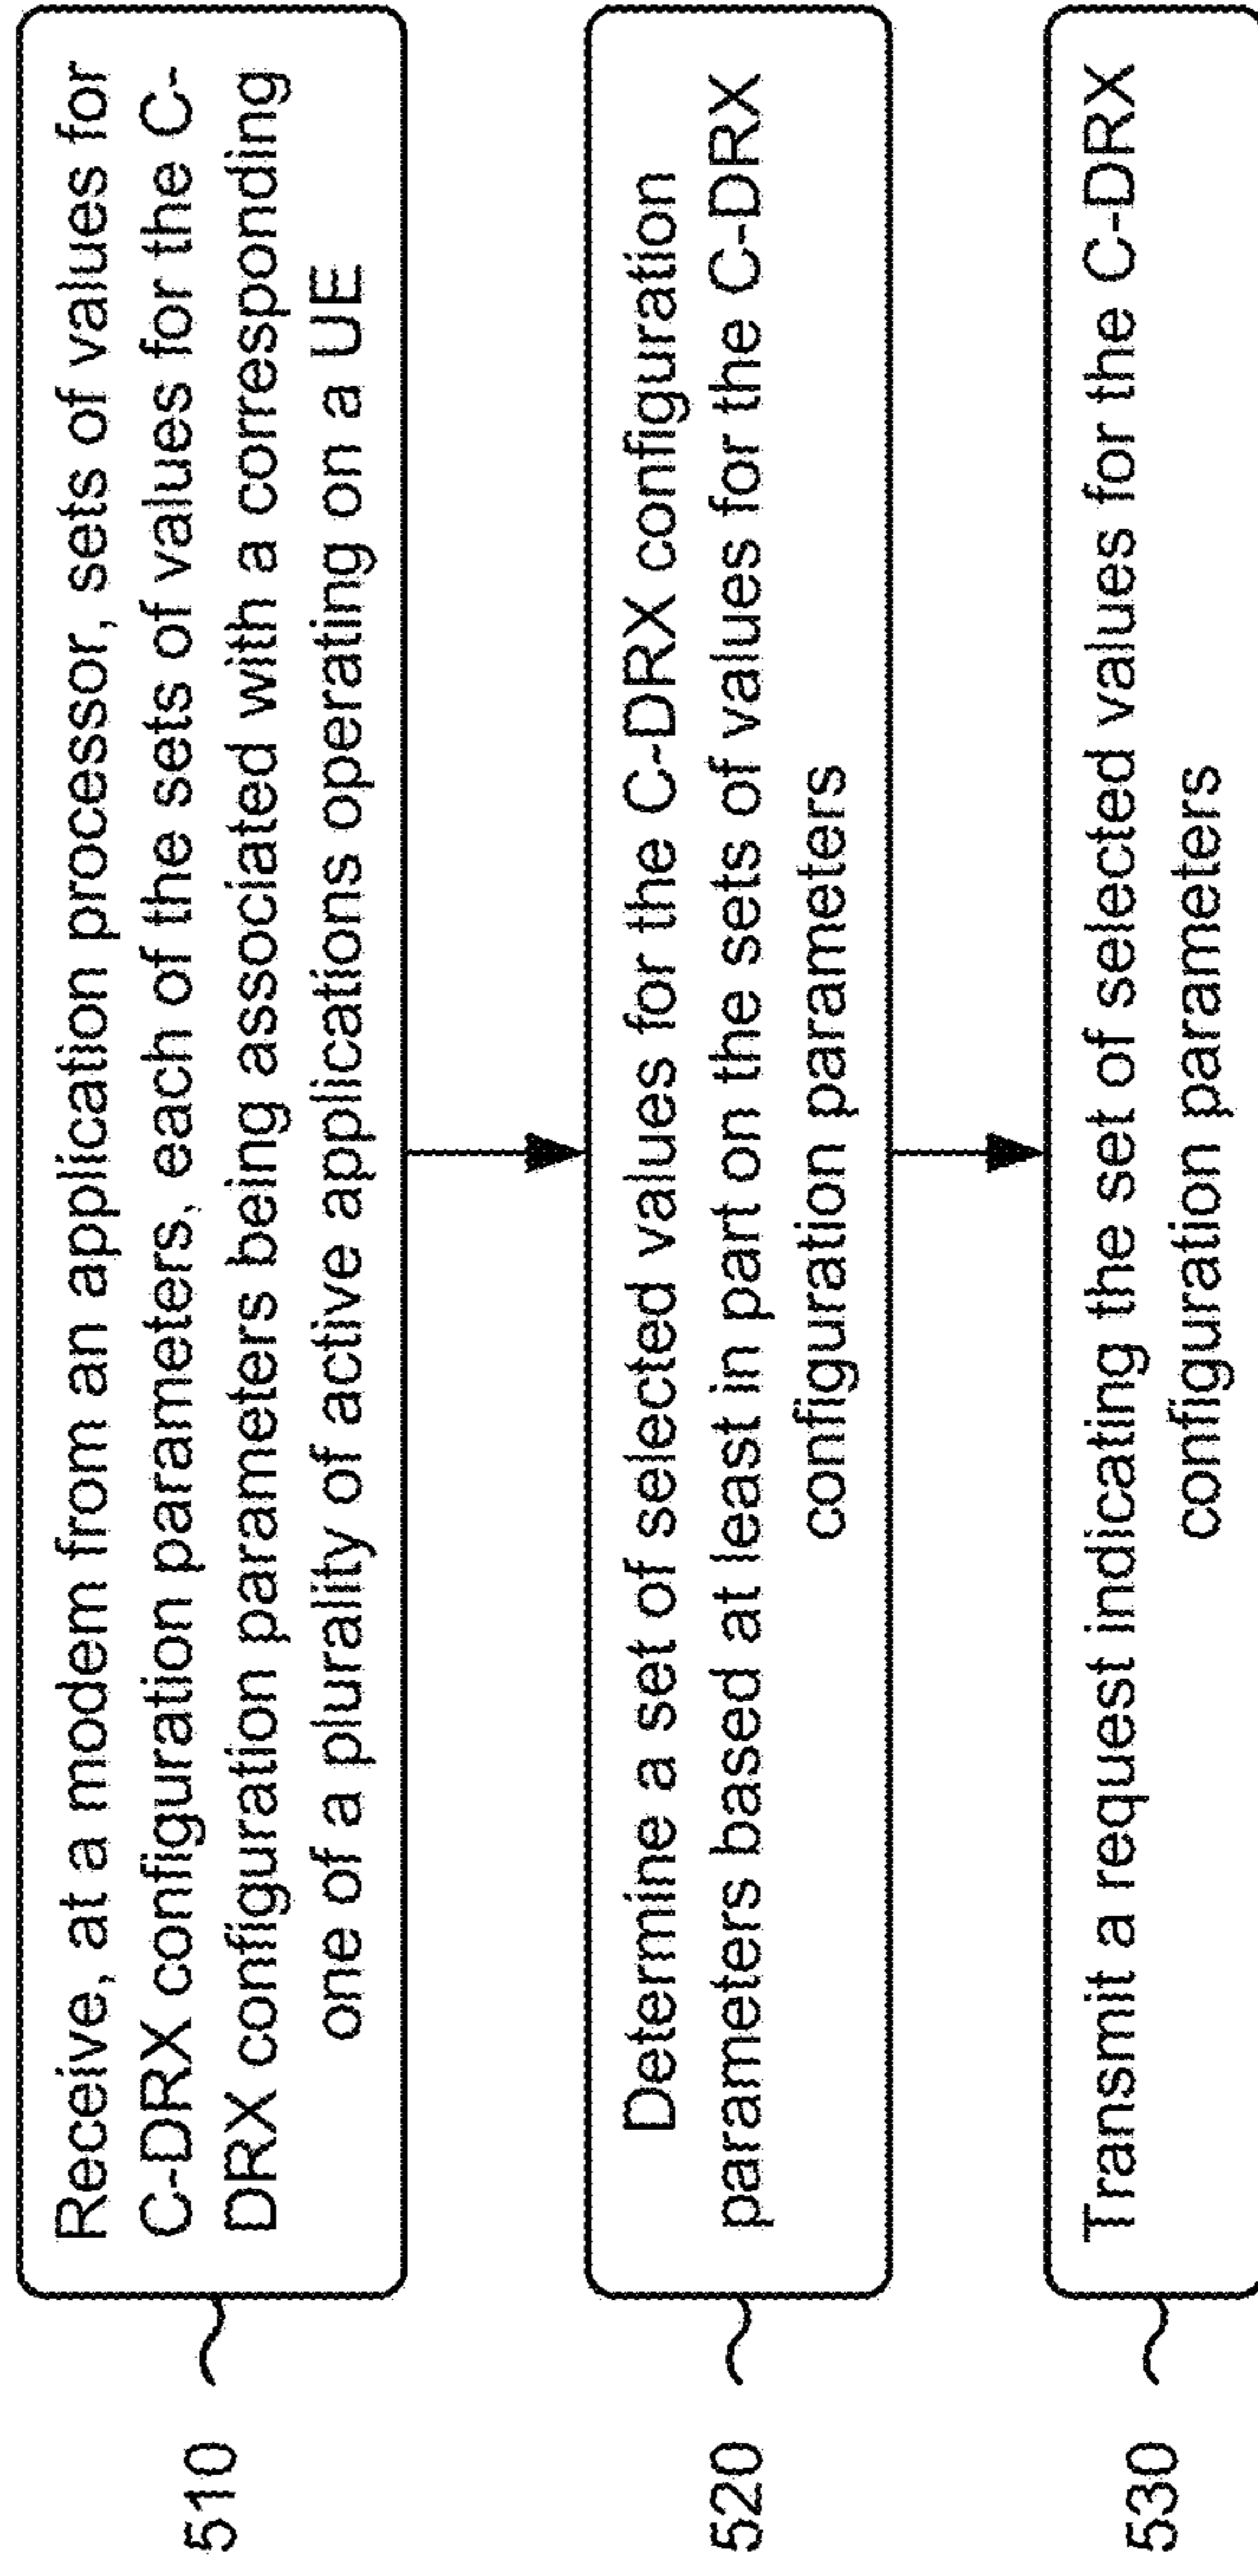 510
Receive, at a modem from an application processor, sets of values for
C-DRX configuration parameters, each of the sets of values for the C-
DRX configuration parameters being associated with a corresponding
one of a plurality of active applications operating on a UE
520
Determine a set of selected values for the C-DRX configuration
parameters based at least in part on the sets of values for the C-DRX
configuration parameters
530
Transmit a request indicating the set of selected values for the C-DRX
configuration parameters